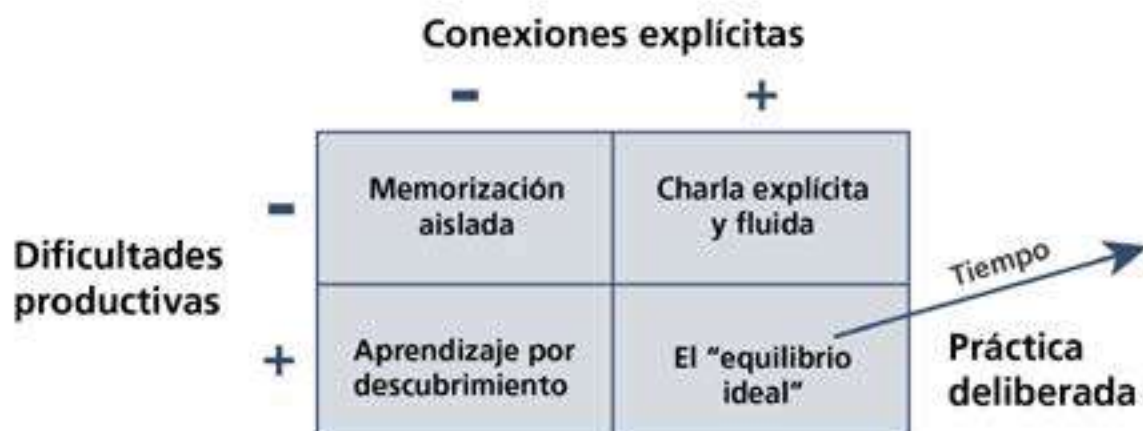 Conexiones explícitas
- +
-
Memorización
aislada
Charla explícita
y fluida
Dificultades
productivas
+
Aprendizaje por
descubrimiento
El “equilibrio
ideal”
Tiempo
Práctica
deliberada